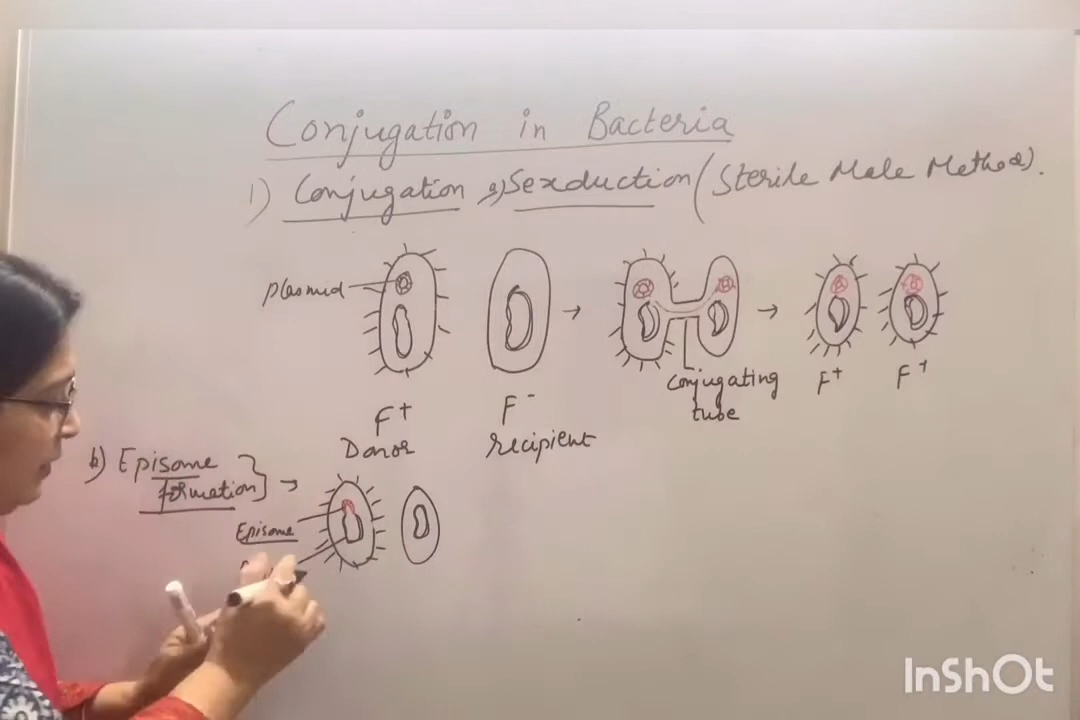 Conjugation in Bacteria
1) Conjugation Sexduction (Sterile Male Method).
Plasmid
F+ F-
Donor recipient
Conjugating
tube
F+ F+
b) Episome
formation
Episome
InShOt